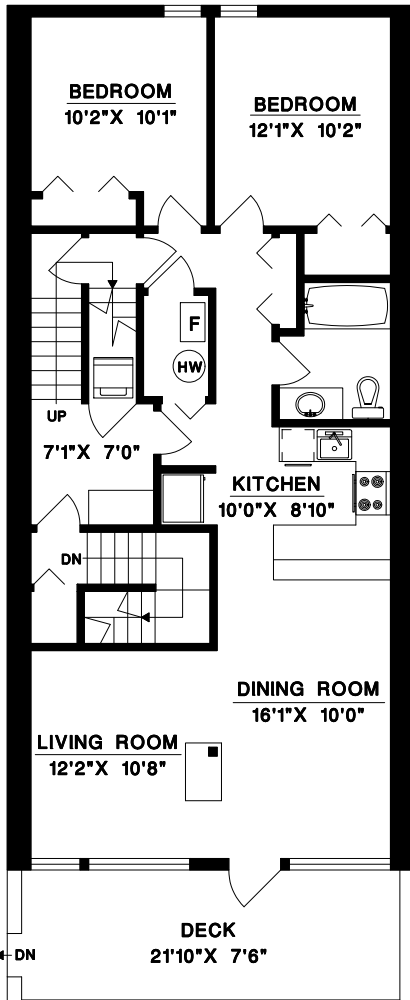 BEDROOM
10'2"X 10'1"
BEDROOM
12'1"X 10'2"
F
HW
UP
7'1"X 7'0"
KITCHEN
10'0"X 8'10"
DN
DINING ROOM
16'1"X 10'0"
LIVING ROOM
12'2"X 10'8"
DECK
21'10"X 7'6"
DN